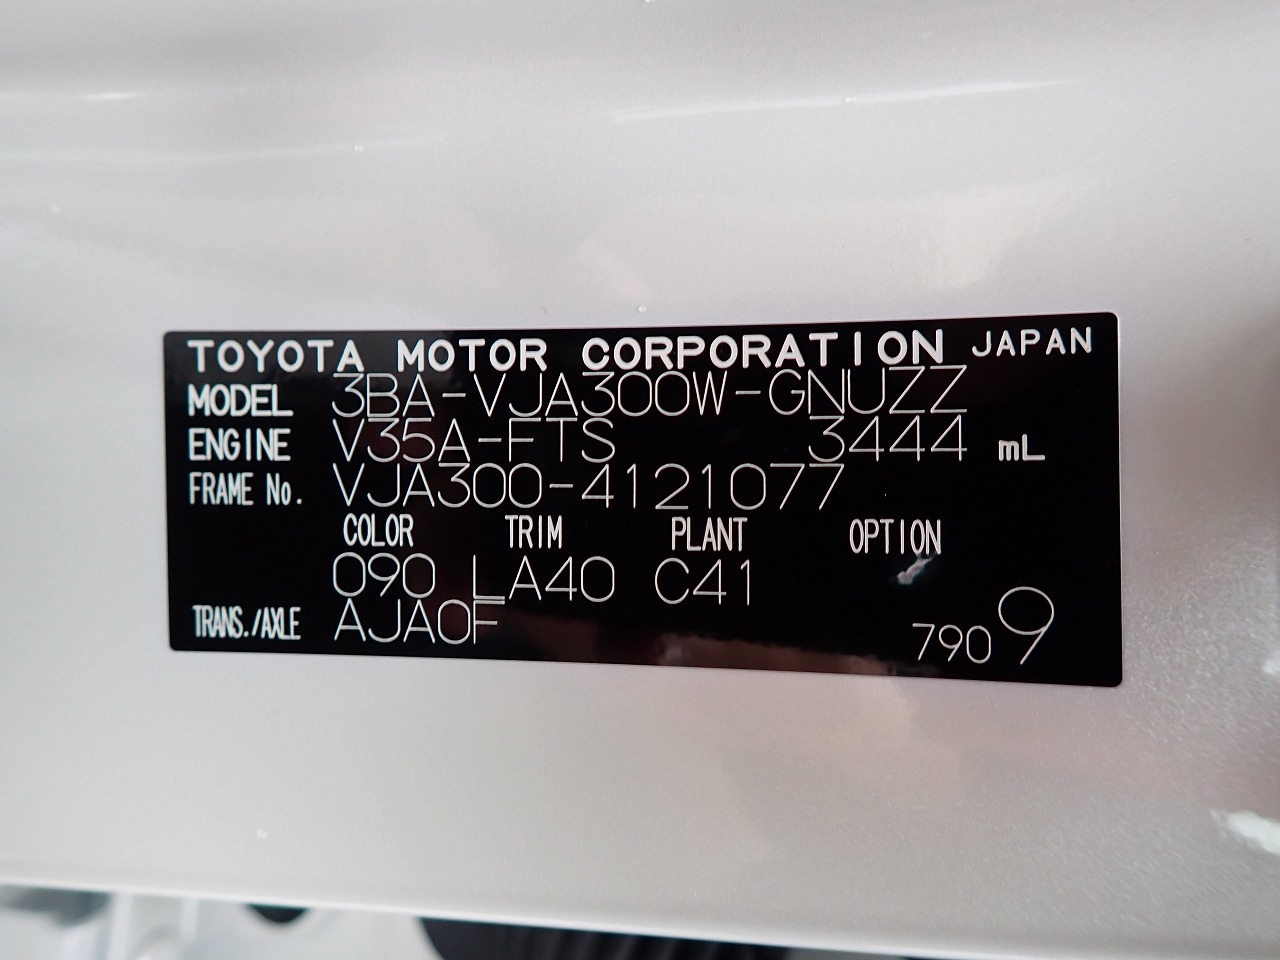 TOYOTA MOTOR CORPORATION JAPAN
MODEL 3BA-VJA300W-GNUZZ
ENGINE V35A-FTS 3444 mL
FRAME No. VJA300-4121077
COLOR TRIM PLANT OPTION
090 LA40 C41
TRANS./AXLE AJA0F 790 9